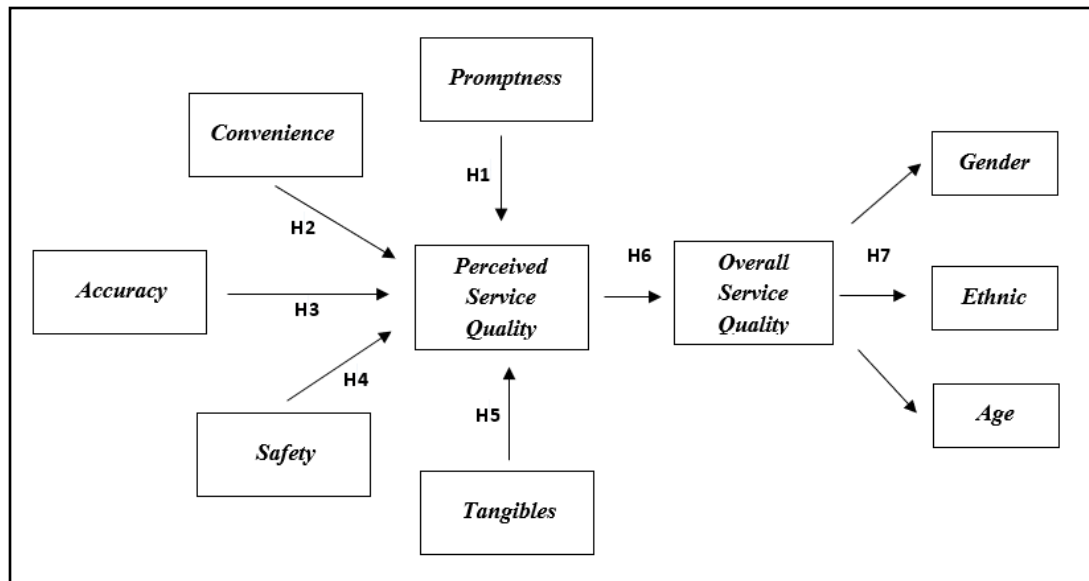 Promptness
Convenience
H1
Gender
H2
Accuracy
H3
Perceived
Service
Quality
H6
Overall
Service
Quality
H7
Ethnic
H4
Safety
H5
Tangibles
Age